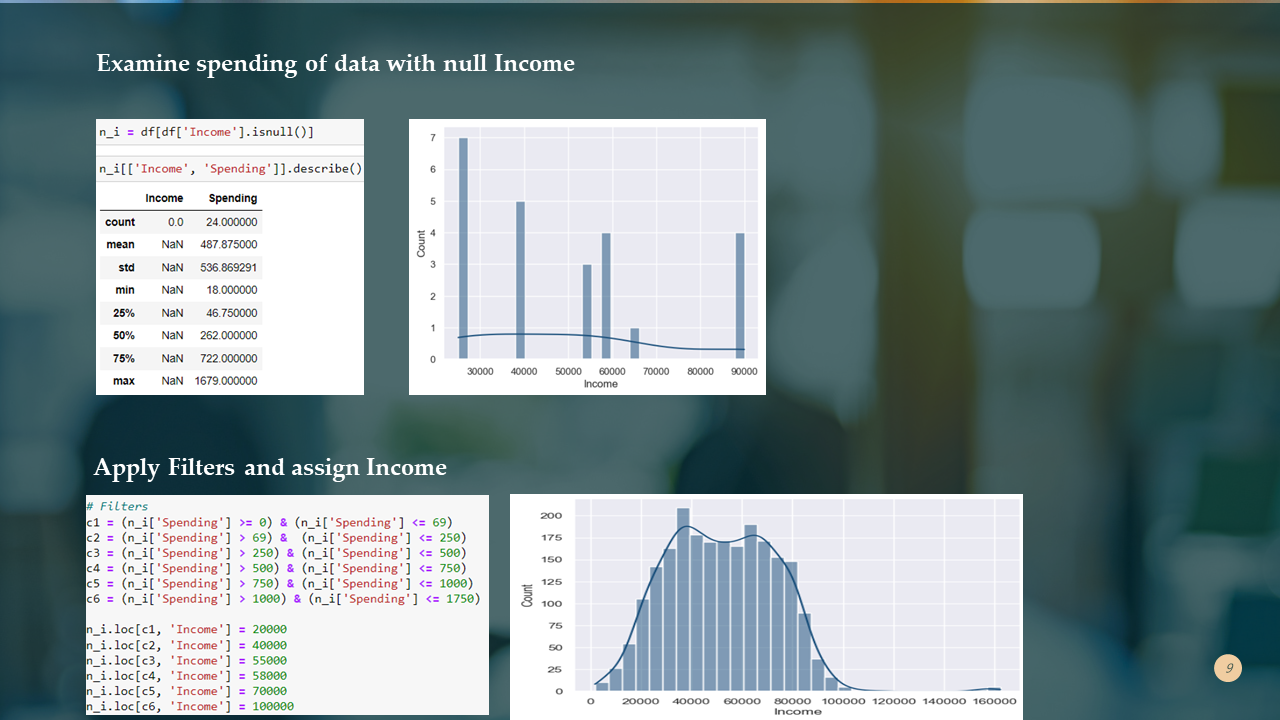 Examine spending of data with null Income
n_i = df[df['Income'].isnull()]
n_i[['Income', 'Spending']].describe()
Income Spending
count 0.0 24.000000
mean NaN 487.875000
std NaN 536.869291
min NaN 18.000000
25% NaN 46.750000
50% NaN 262.000000
75% NaN 722.000000
max NaN 1679.000000
7
6
5
4
3
2
1
0
Count
30000 40000 50000 60000 70000 80000 90000
Income
Apply Filters and assign Income
# Filters
c1 = (n_i['Spending'] >= 0) & (n_i['Spending'] <= 69)
c2 = (n_i['Spending'] > 69) &  (n_i['Spending'] <= 250)
c3 = (n_i['Spending'] > 250) & (n_i['Spending'] <= 500)
c4 = (n_i['Spending'] > 500) & (n_i['Spending'] <= 750)
c5 = (n_i['Spending'] > 750) & (n_i['Spending'] <= 1000)
c6 = (n_i['Spending'] > 1000) & (n_i['Spending'] <= 1750)
n_i.loc[c1, 'Income'] = 20000
n_i.loc[c2, 'Income'] = 40000
n_i.loc[c3, 'Income'] = 55000
n_i.loc[c4, 'Income'] = 58000
n_i.loc[c5, 'Income'] = 70000
n_i.loc[c6, 'Income'] = 100000
200
175
150
125
100
75
50
25
0
Count
0 20000 40000 60000 80000 100000 120000 140000 160000
Income
9